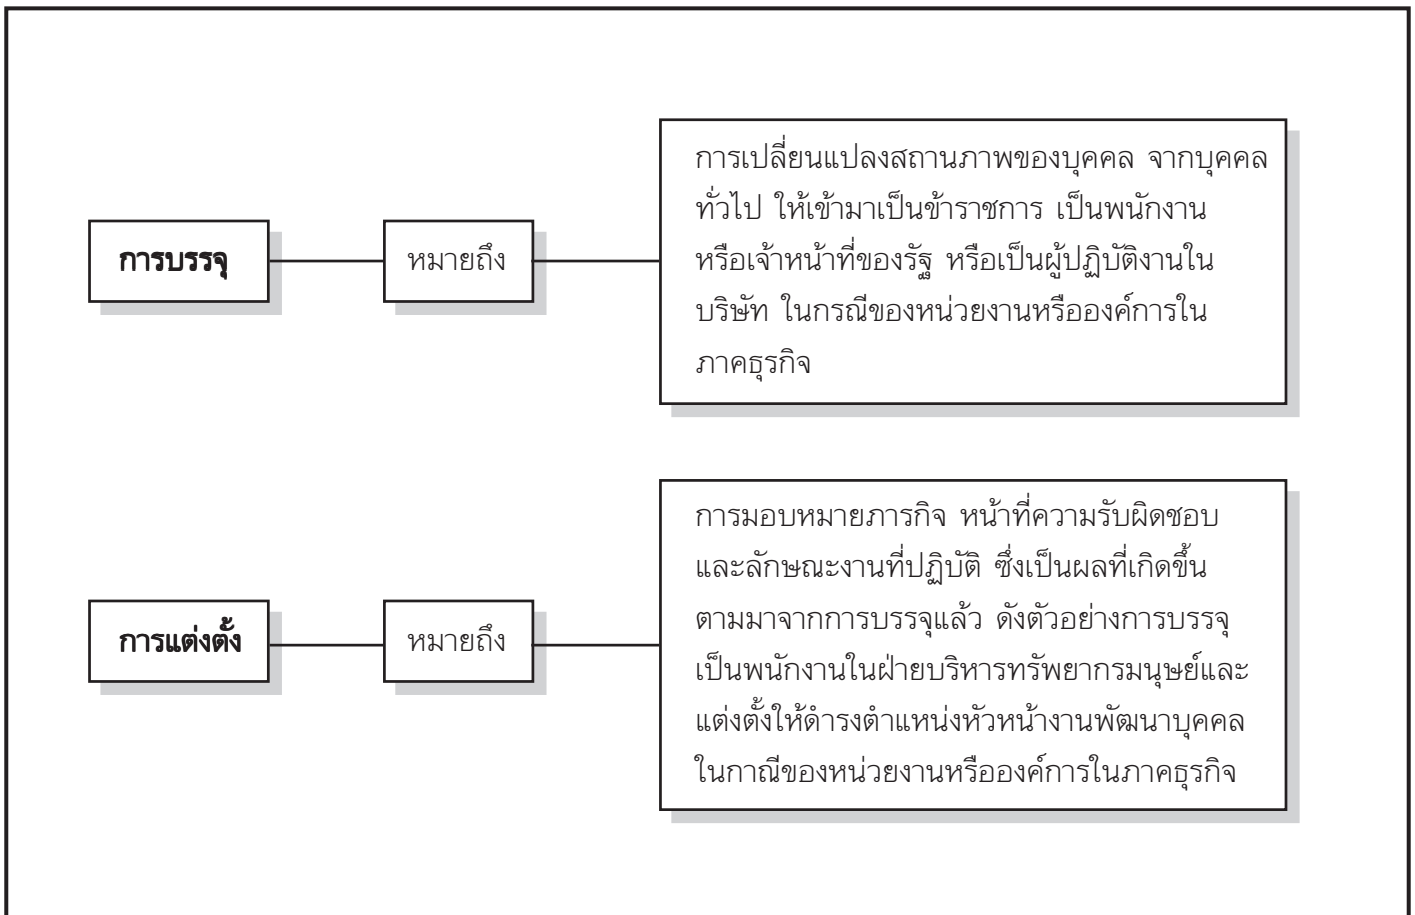 การเปลี่ยนแปลงสถานภาพของบุคคล จากบุคคล
ทั่วไป ให้เข้ามาเป็นข้าราชการ เป็นพนักงาน
การบรรจุ หมายถึง หรือเจ้าหน้าที่ของรัฐ หรือเป็นผู้ปฏิบัติงานใน
บริษัท ในกรณีของหน่วยงานหรือองค์การใน
ภาคธุรกิจ
การมอบหมายภารกิจ หน้าที่ความรับผิดชอบ
และลักษณะงานที่ปฏิบัติ ซึ่งเป็นผลที่เกิดขึ้น
การแต่งตั้ง หมายถึง ตามมาจากการบรรจุแล้ว ดังตัวอย่างการบรรจุ
เป็นพนักงานในฝ่ายบริหารทรัพยากรมนุษย์และ
แต่งตั้งให้ดำรงตำแหน่งหัวหน้างานพัฒนาบุคคล
ในกาณีของหน่วยงานหรือองค์การในภาคธุรกิจ